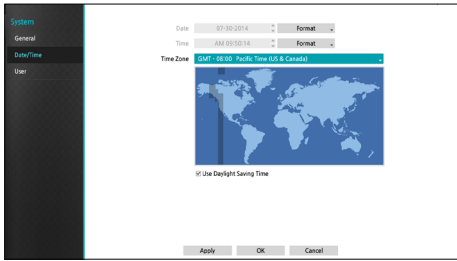 System
General
Date/Time
User
Date 07-30-2014 Format
Time AM 03:50:14 Format
Time Zone GMT - 08:00 Pacific Time (US & Canada)
Use Daylight Saving Time
Apply OK Cancel